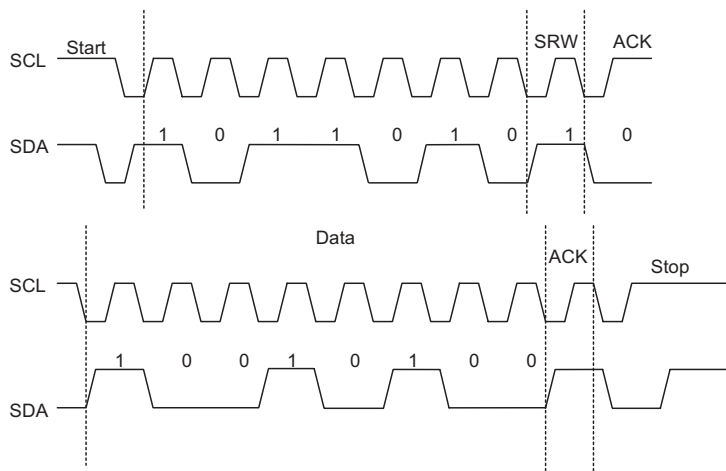 Start SRW ACK
SCL
1 0 1 1 0 1 0 1 0
SDA
Data
ACK
Stop
SCL
1 0 0 1 0 1 0 0
SDA